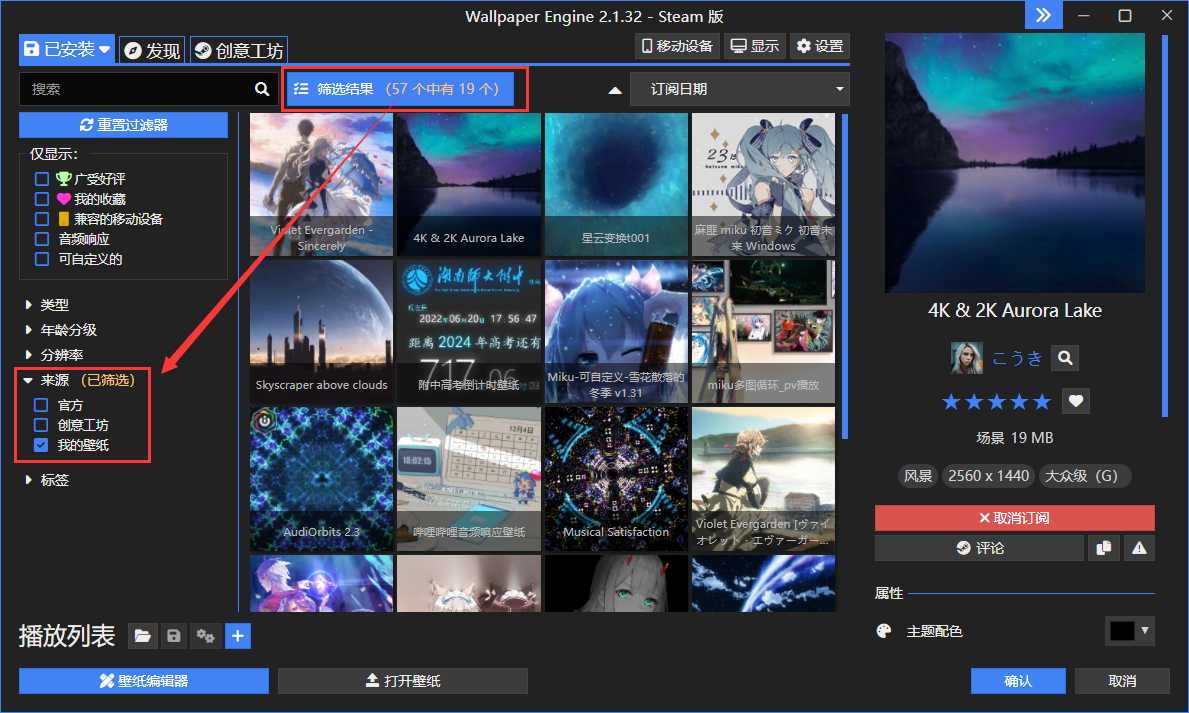 Wallpaper Engine 2.1.32 - Steam 版
已安装 发现 创意工坊
移动设备 显示 设置
搜索
筛选结果 (57 个中有 19 个)
订阅日期
重置过滤器
仅显示:
广受好评
我的收藏
兼容的移动设备
音频响应
可自定义的
类型
年龄分级
分辨率
来源 (已筛选)
官方
创意工坊
我的壁纸
标签
Violet Evergarden -
Sincerely
4K & 2K Aurora Lake
星云变换t001
23
麻匪 miku 初音ミク 初音未
来 Windows
Skyscraper above clouds
湖南师大附中
2022年06月20日 17 56 47
距离 2024 年高考还有
717
附中高考倒计时壁纸
Miku-可自定义-雪花散落的
冬季 v1.31
miku多图循环_pv播放
AudiOrbits 2.3
12月4日
18:02:15
哔哩哔哩音频响应壁纸
Musical Satisfaction
Violet Evergarden [ヴァイ
オレット・エヴァーガー...
4K & 2K Aurora Lake
こうき
场景 19 MB
风景 2560 x 1440 大众级 (G)
取消订阅
评论
属性
主题配色
播放列表
壁纸编辑器
打开壁纸
确认
取消